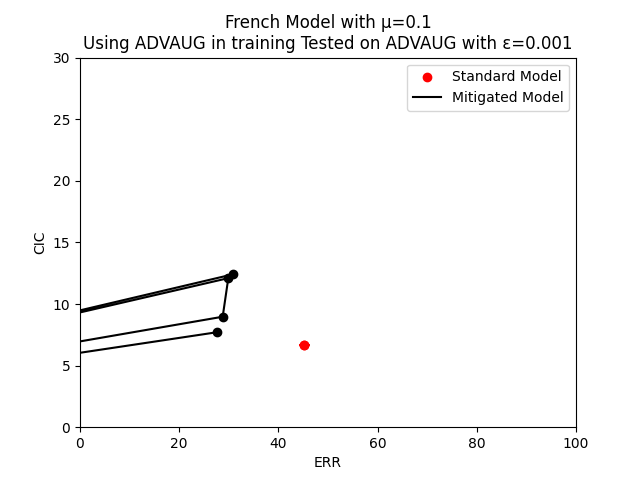 French Model with μ=0.1
Using ADVAUG in training Tested on ADVAUG with ε=0.001
Standard Model
Mitigated Model
30
25
20
15
10
5
0
CIC
0 20 40 60 80 100
ERR